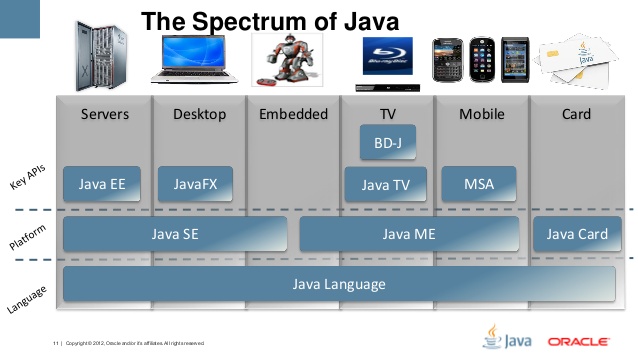 The Spectrum of Java
Blu-ray Disc
Java
Servers Desktop Embedded TV Mobile Card
BD-J
Key APIs
Java EE JavaFX Java TV MSA
Platform
Java SE Java ME Java Card
Language
Java Language
11 | Copyright © 2012, Oracle and/or it's affiliates. All rights reserved
Java ORACLE